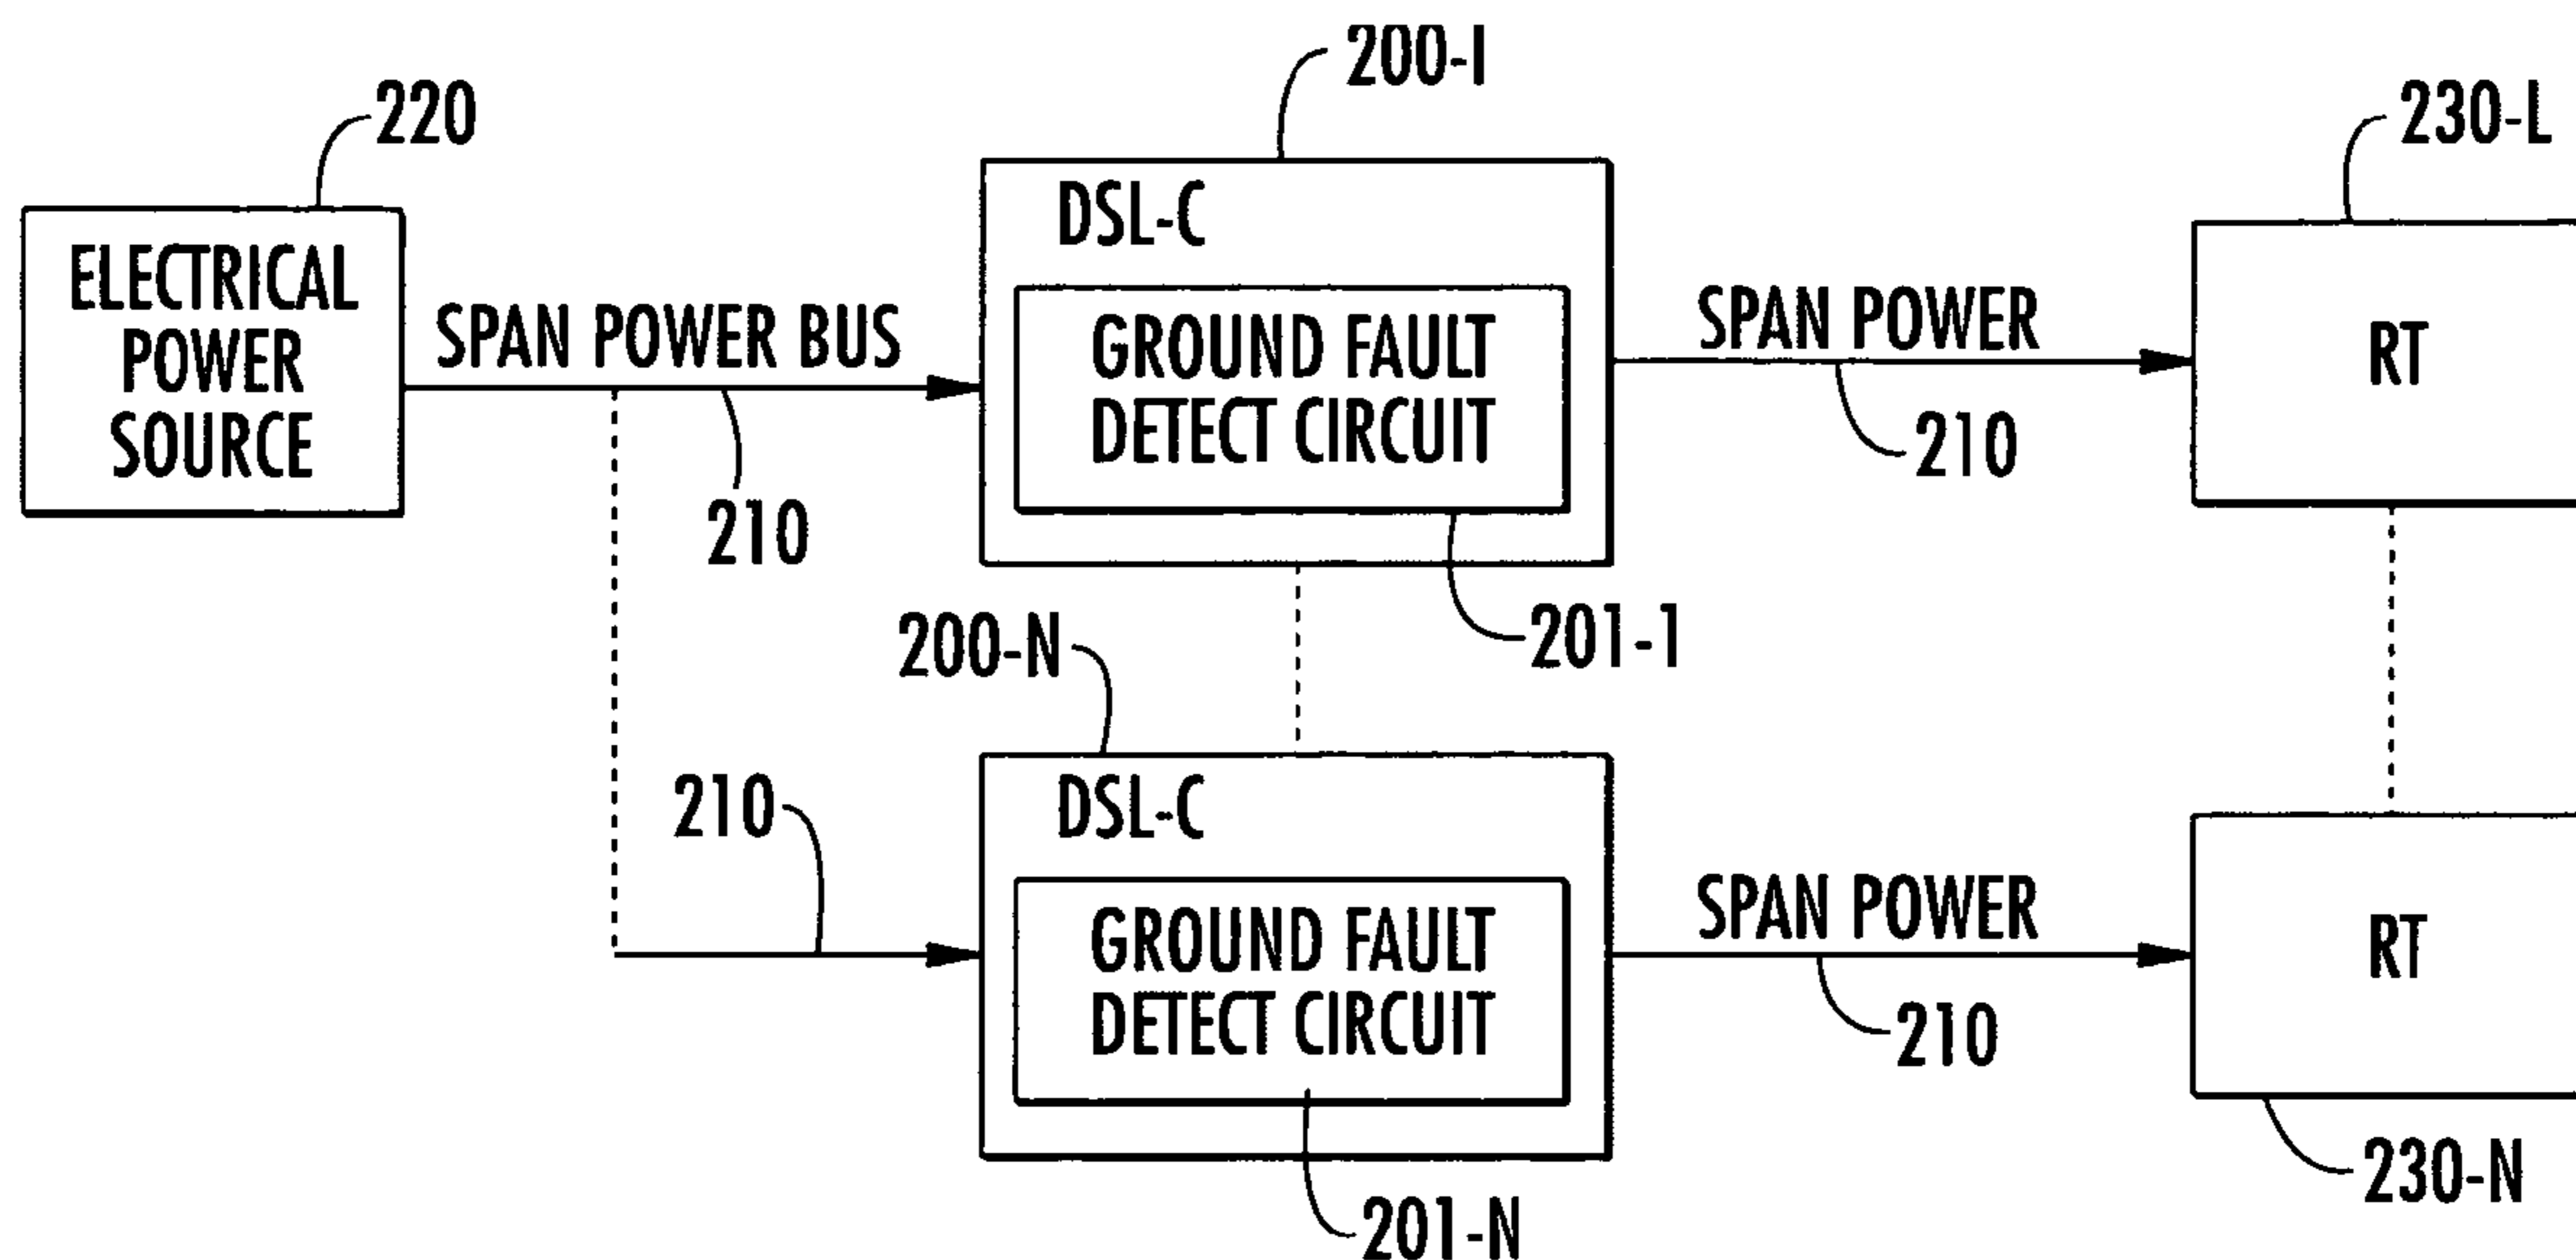 200-1
220
230-L
DSL-C
ELECTRICAL
POWER
SOURCE
SPAN POWER BUS
GROUND FAULT
DETECT CIRCUIT
SPAN POWER
RT
210
210
201-1
200-N
210
DSL-C
GROUND FAULT
DETECT CIRCUIT
SPAN POWER
RT
210
230-N
201-N